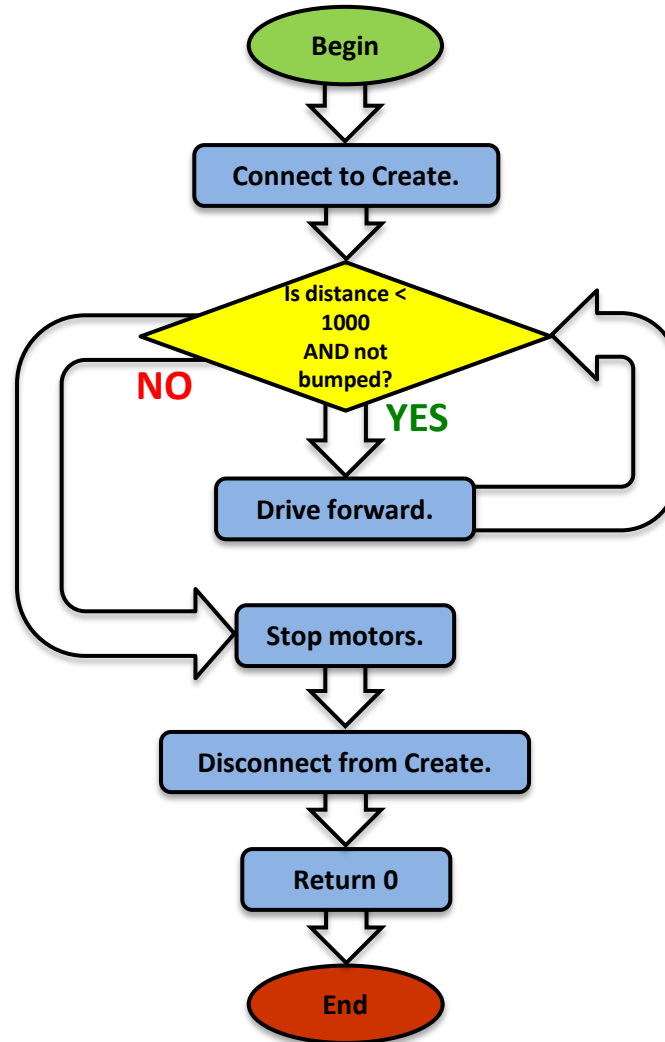 Begin
Connect to Create.
Is distance <
1000
AND not
bumped?
NO
YES
Drive forward.
Stop motors.
Disconnect from Create.
Return 0
End